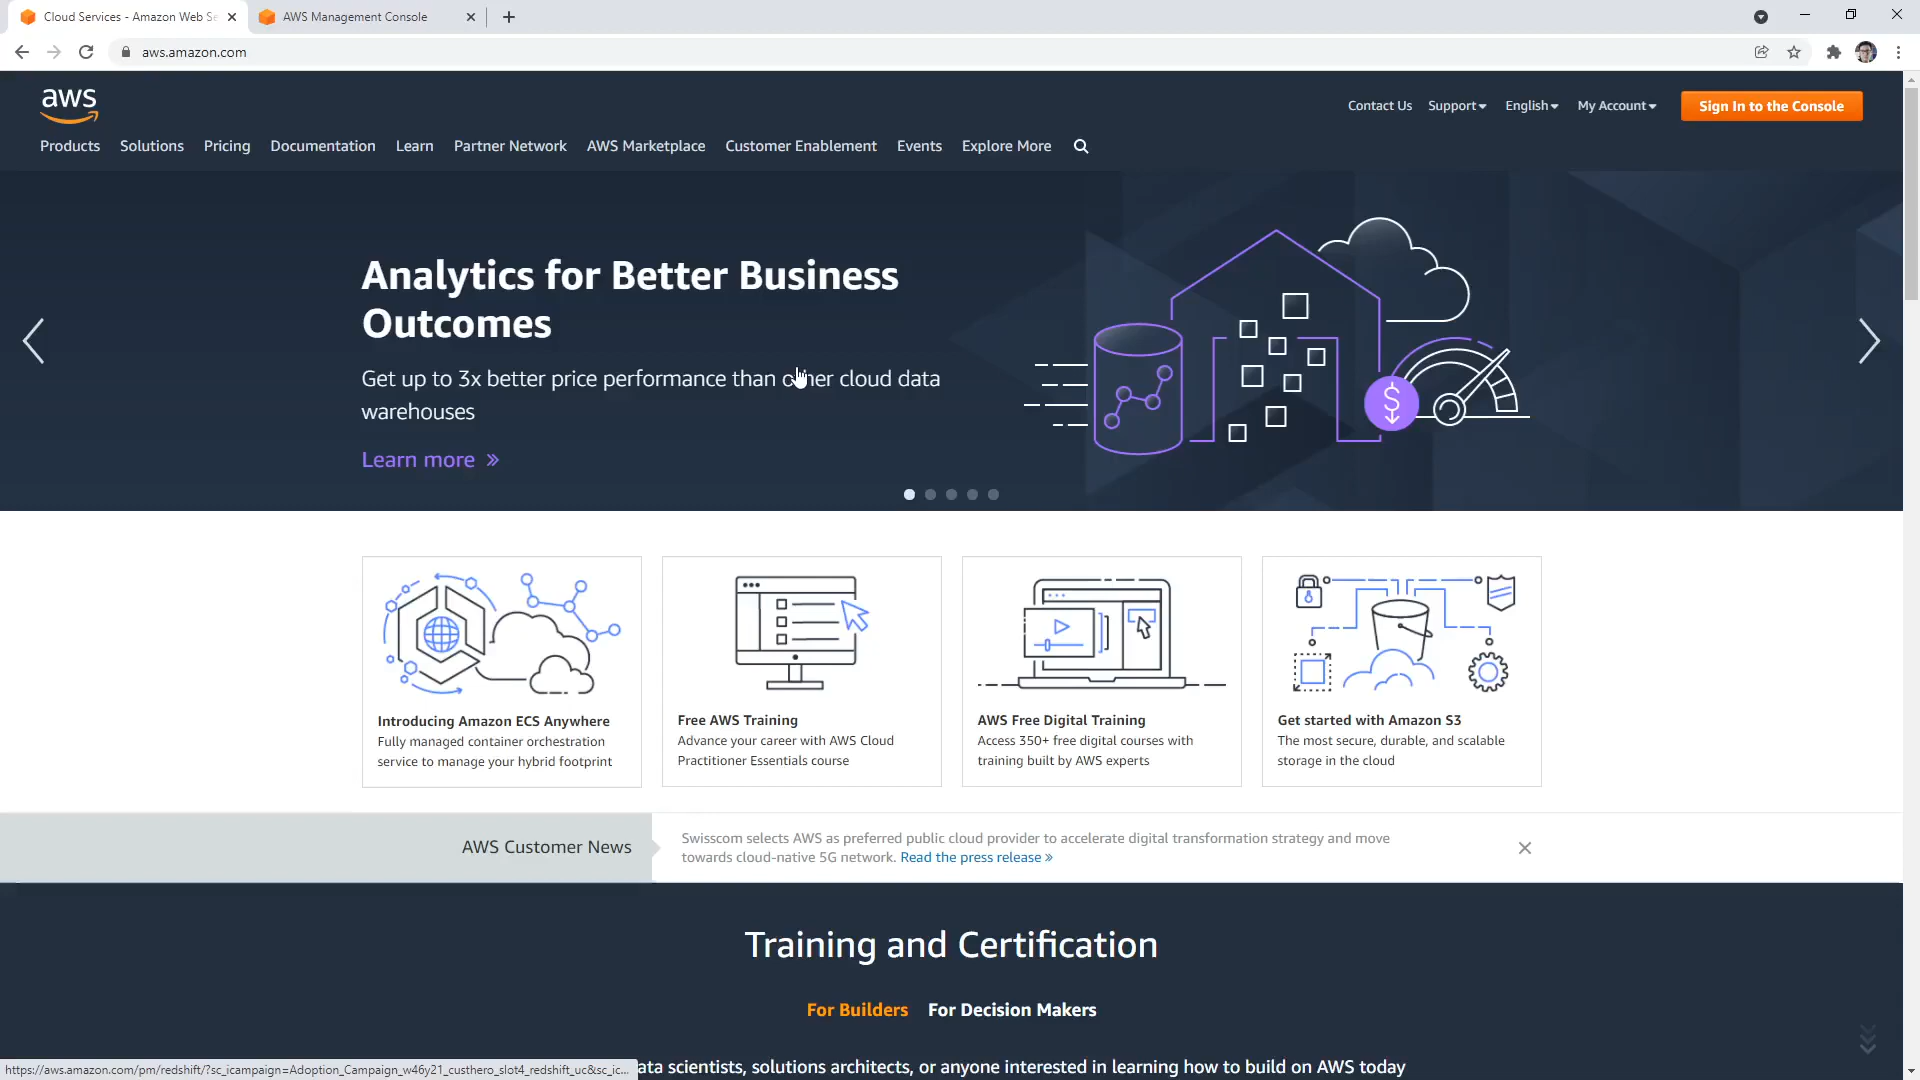 Cloud Services - Amazon Web Se
AWS Management Console
aws.amazon.com
aws
Contact Us Support English My Account Sign In to the Console
Products Solutions Pricing Documentation Learn Partner Network AWS Marketplace Customer Enablement Events Explore More
Analytics for Better Business
Outcomes
Get up to 3x better price performance than other cloud data
warehouses
Learn more »
Introducing Amazon ECS Anywhere
Fully managed container orchestration
service to manage your hybrid footprint
Free AWS Training
Advance your career with AWS Cloud
Practitioner Essentials course
AWS Free Digital Training
Access 350+ free digital courses with
training built by AWS experts
Get started with Amazon S3
The most secure, durable, and scalable
storage in the cloud
AWS Customer News
Swisscom selects AWS as preferred public cloud provider to accelerate digital transformation strategy and move
towards cloud-native 5G network. Read the press release »
Training and Certification
For Builders For Decision Makers
ata scientists, solutions architects, or anyone interested in learning how to build on AWS today
https://aws.amazon.com/pm/redshift/?sc_icampaign=Adoption_Campaign_w46y21_custhero_slot4_redshift_uc&sc_ic...